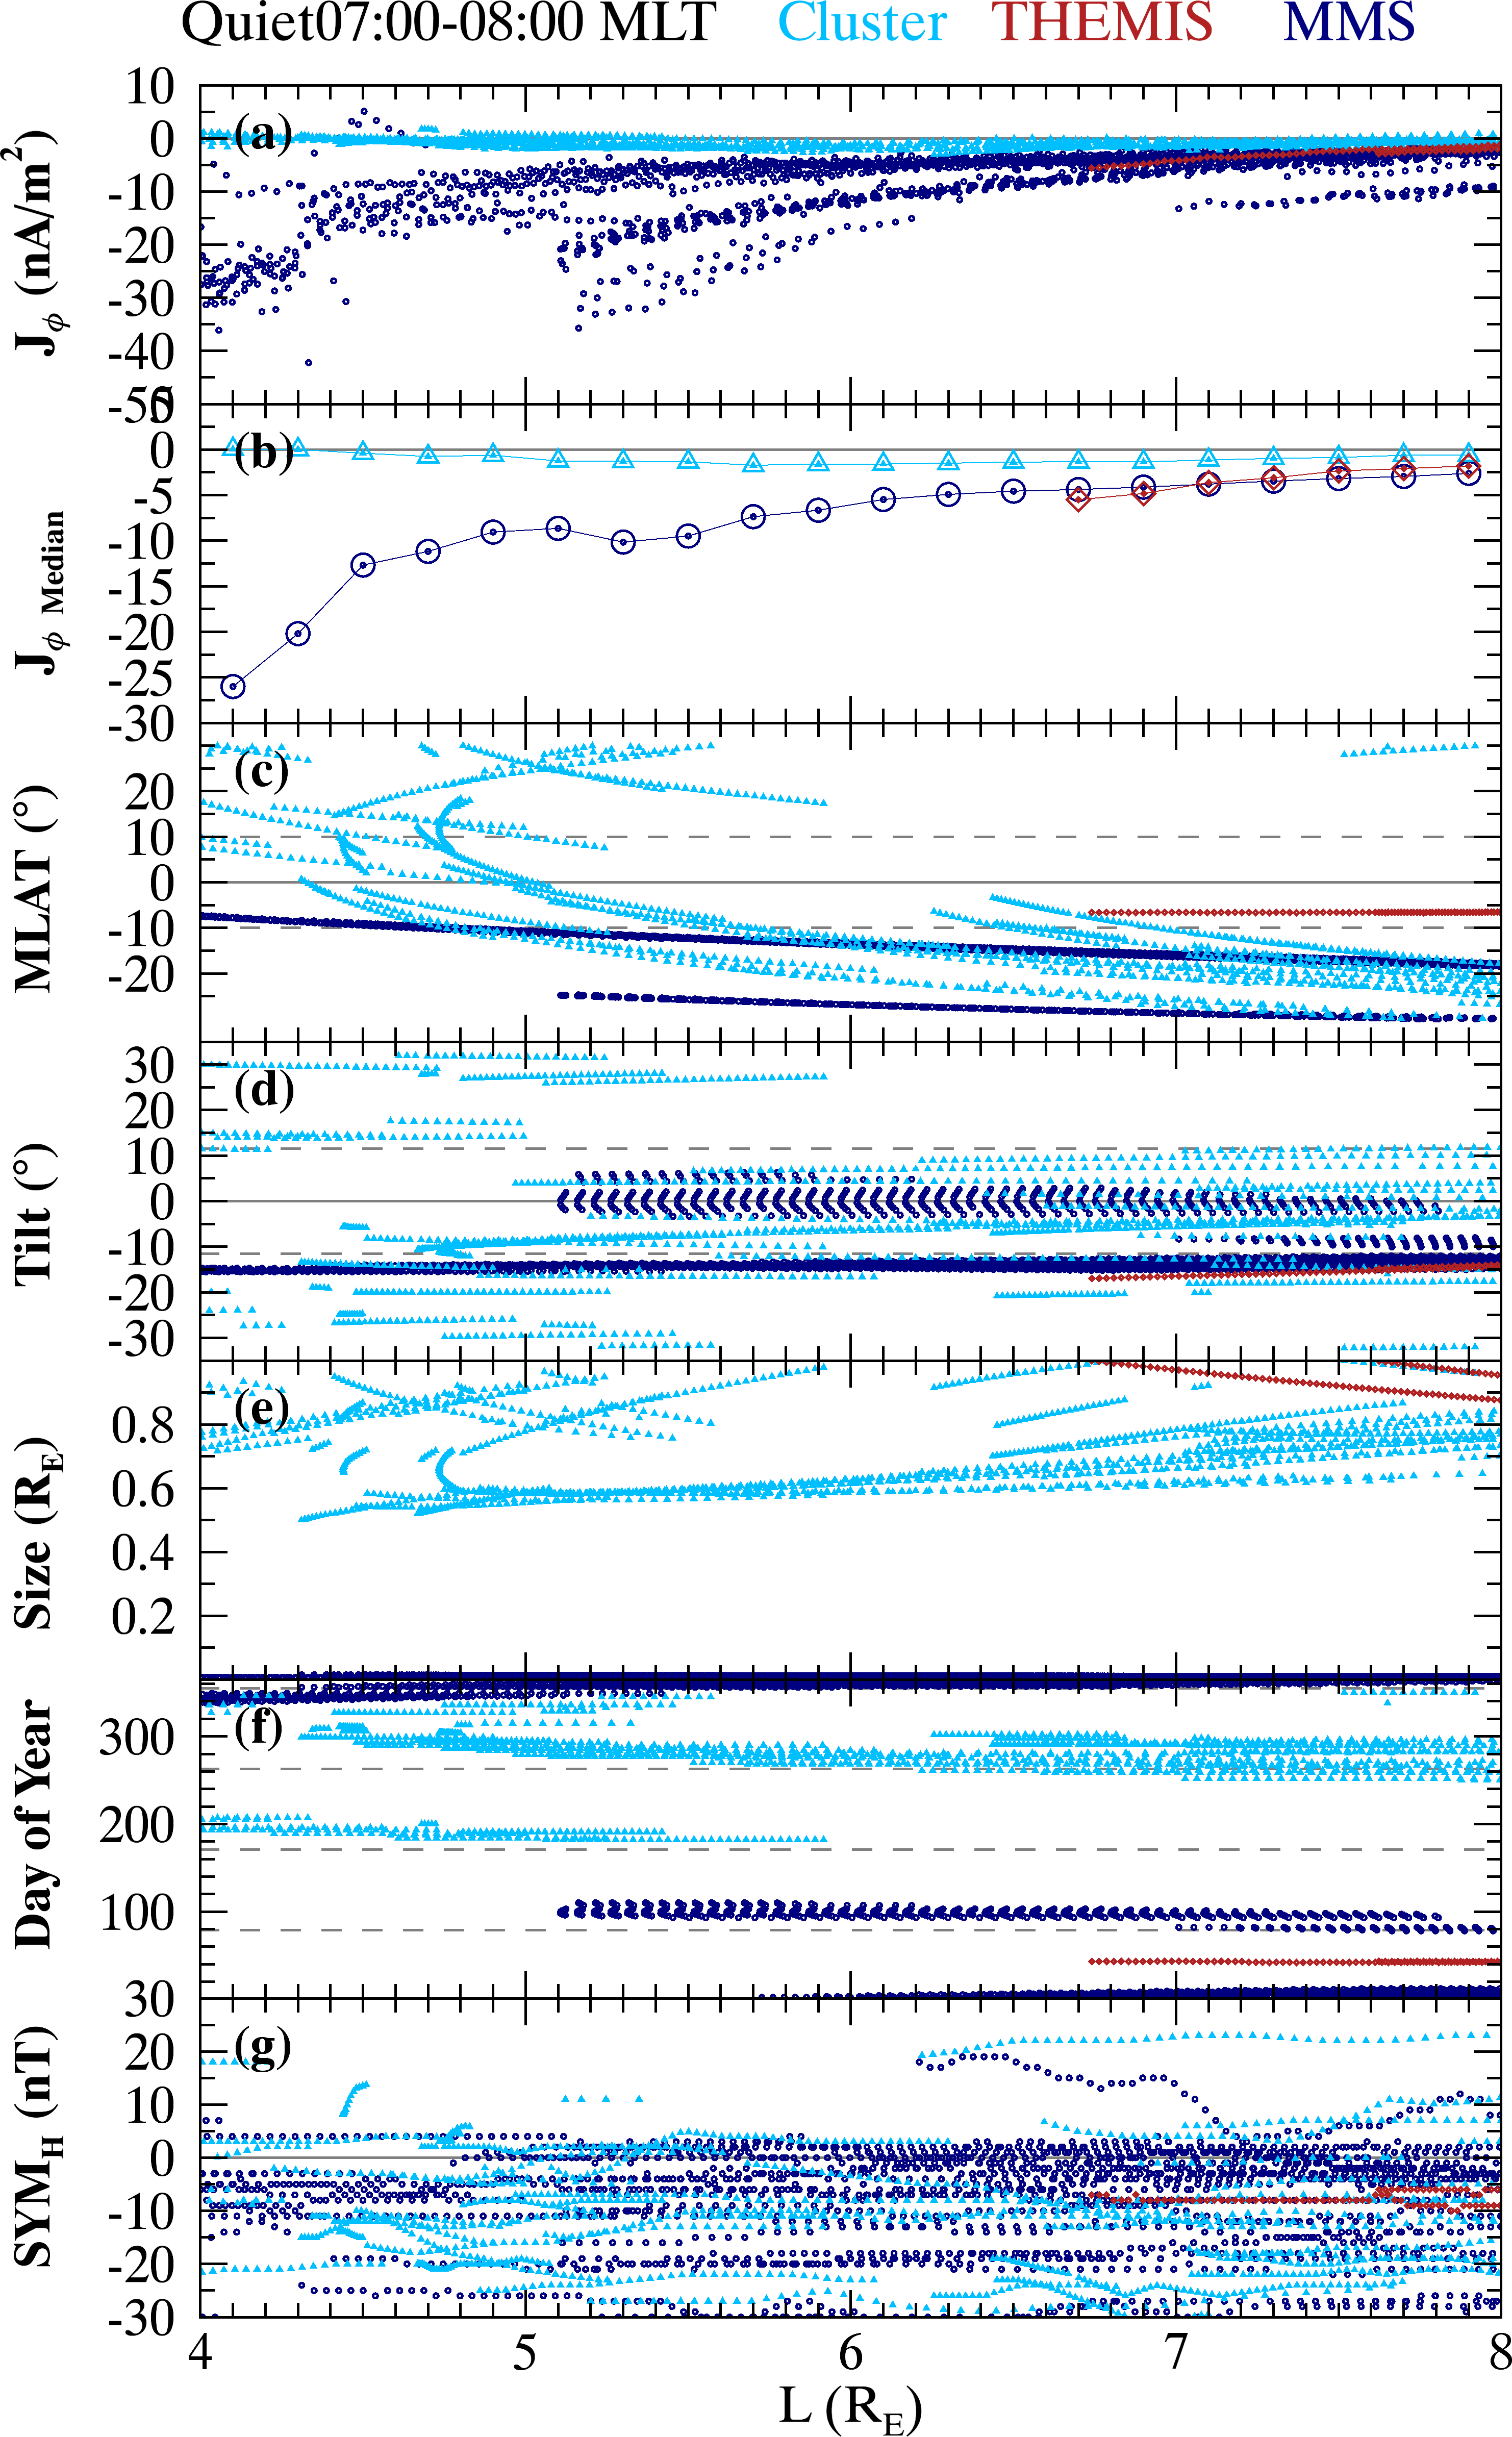 Quiet07:00-08:00 MLT Cluster THEMIS MMS
(a)
10
0
-10
-20
-30
-40
-50
Jϕ (nA/m²)
(b)
0
-5
-10
-15
-20
-25
-30
Jϕ Median
(c)
20
10
0
-10
-20
MLAT (°)
(d)
30
20
10
0
-10
-20
-30
Tilt (°)
(e)
0.8
0.6
0.4
0.2
Size (RE)
(f)
300
200
100
Day of Year
(g)
30
20
10
0
-10
-20
-30
SYMH (nT)
4 5 6 7 8
L (RE)